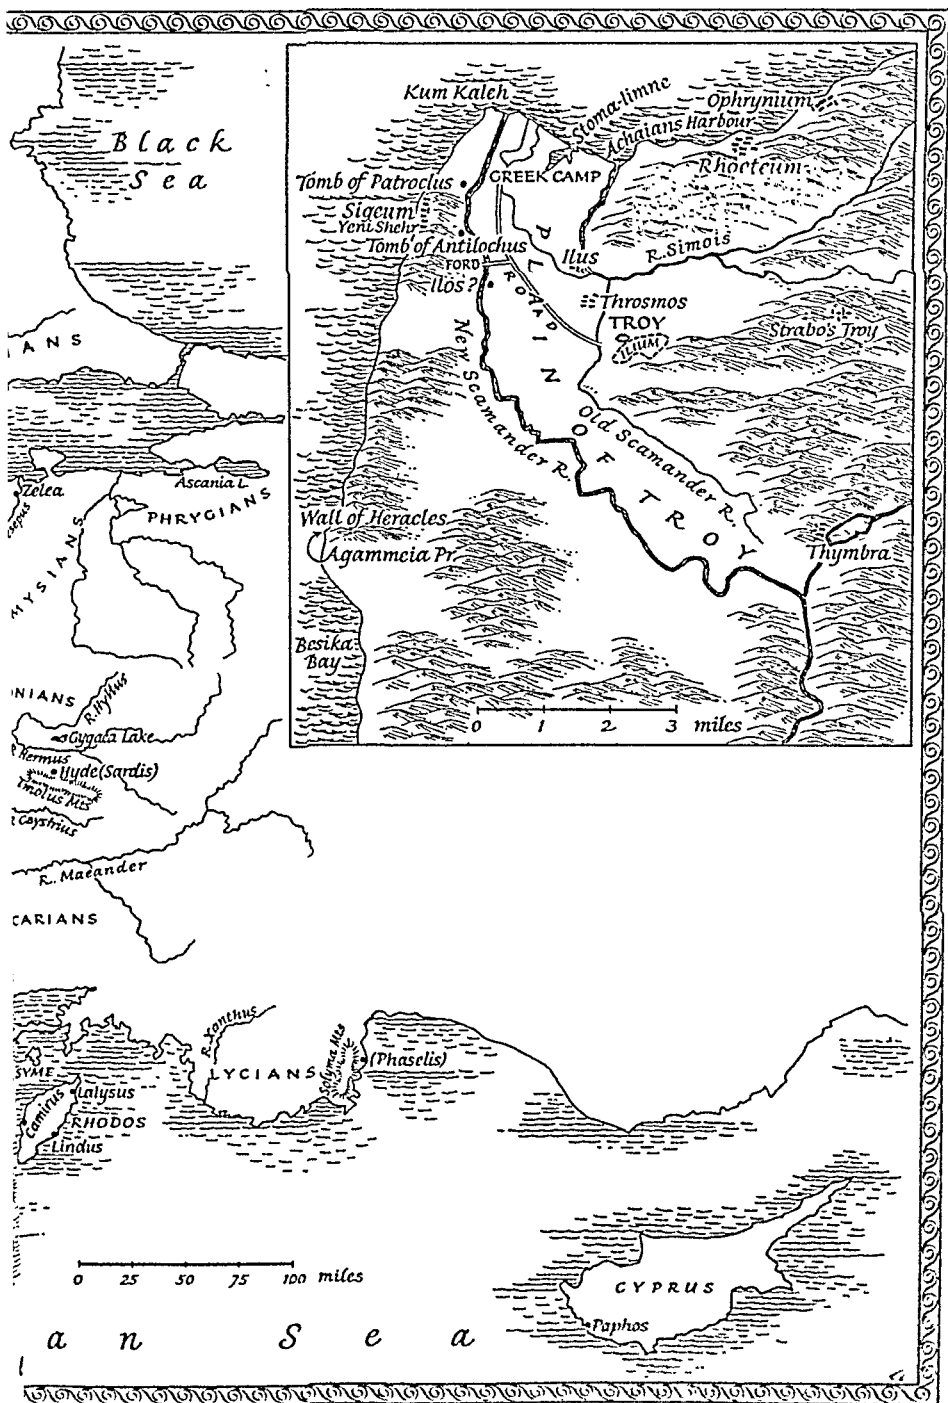 Black
Sea
IANS
Zelea
sepus
MYSIANS
Ascania L.
PHRYGIANS
ONIANS
R. Hyllus
Gygaea Lake
Hermus
Hyde (Sardis)
Tmolus Mts
Caystrius
R. Maeander
CARIANS
Kum Kaleh
Stoma-limne
Achaians Harbour
Ophrynium
Rhoeteum
GREEK CAMP
Tomb of Patroclus
Sigeum
Yeni Shehr
Tomb of Antilochus
FORD
Ilos ?
Ilus
R. Simois
Throsmos
TROY
ILIUM
Strabo's Troy
ROAD
PLAIN OF TROY
New Scamander R.
Old Scamander R.
Wall of Heracles
Agammeia Pr.
Thymbra
Besika
Bay
0 1 2 3 miles
R. Xanthus
LYCIANS
Solyma Mts
(Phaselis)
SYME
Ialysus
Camirus
RHODOS
Lindus
0 25 50 75 100 miles
CYPRUS
Paphos
an Sea